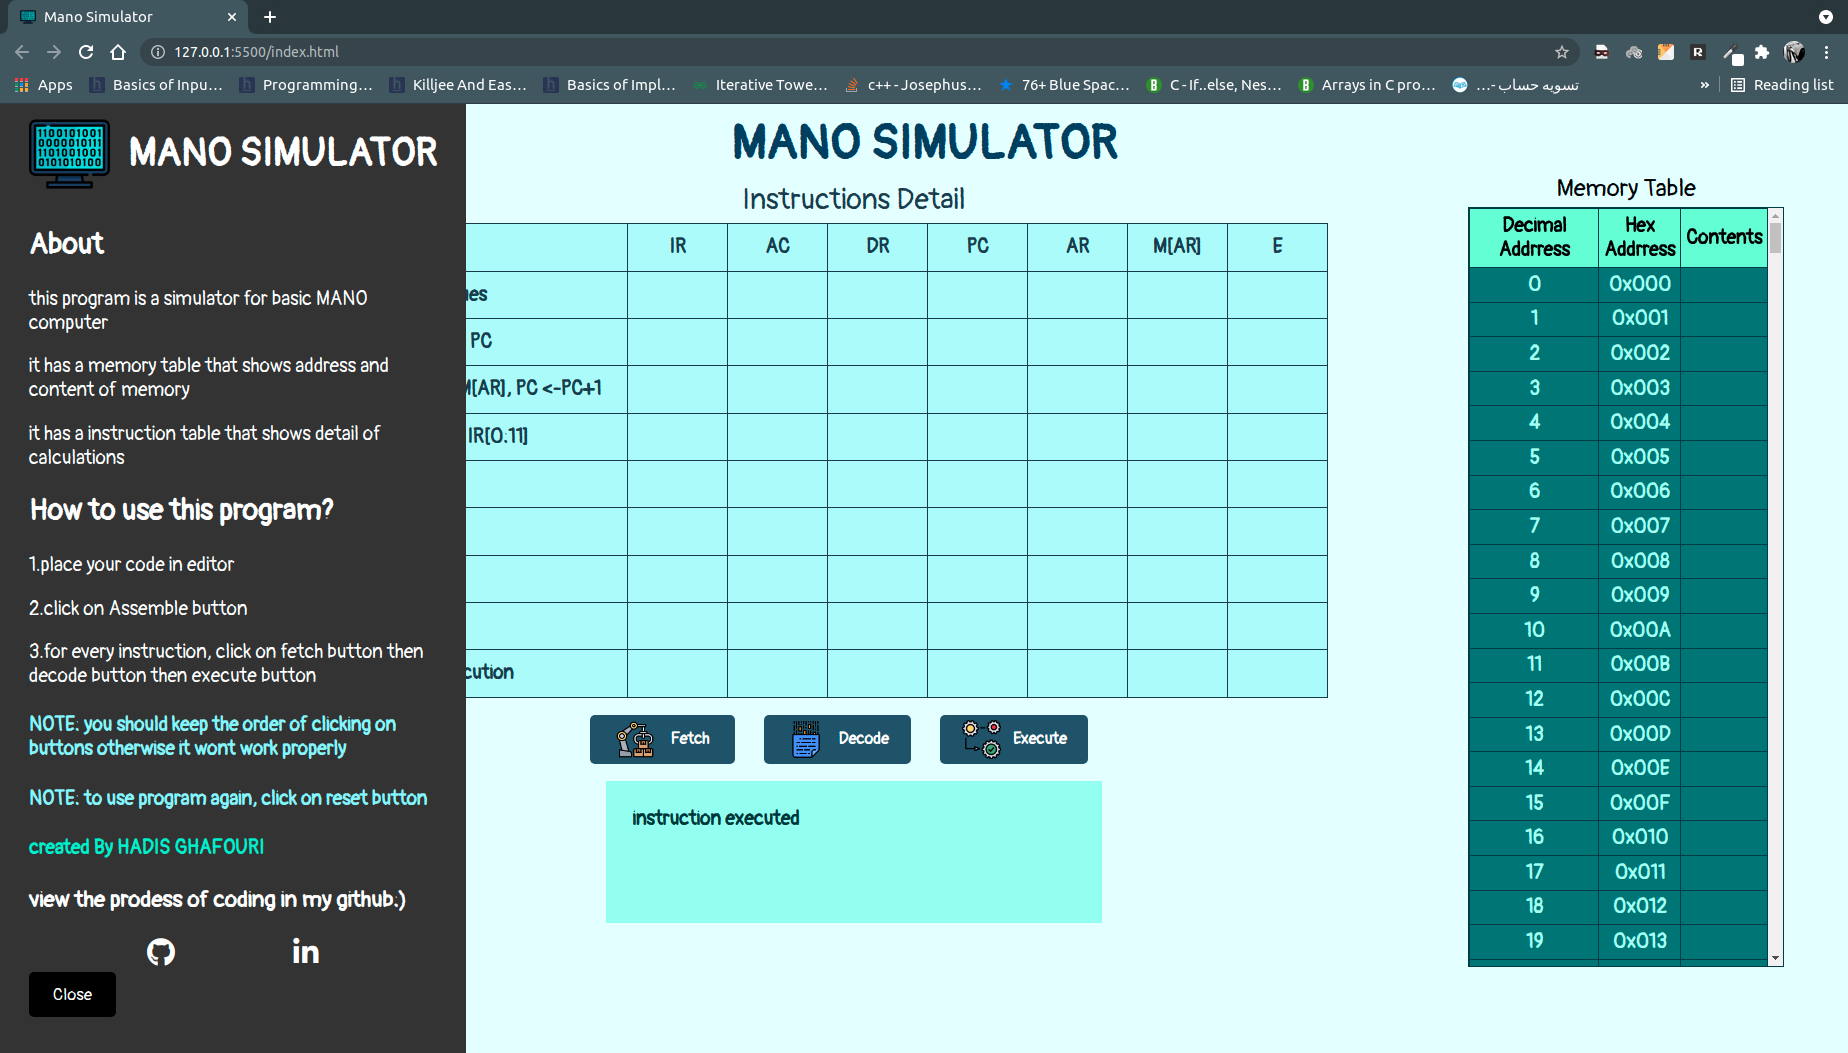 Mano Simulator
127.0.0.1:5500/index.html
Apps
Basics of Inpu...
Programming...
Killjee And Eas...
Basics of Impl...
Iterative Towe...
c++ - Josephus...
76+ Blue Spac...
C - If..else, Nes...
Arrays in C pro...
تسویه حساب -...
»
Reading list
1100101001
00000010111
11010010001
01010101000
MANO SIMULATOR
About
this program is a simulator for basic MANO
computer
it has a memory table that shows address and
content of memory
it has a instruction table that shows detail of
calculations
How to use this program?
1.place your code in editor
2.click on Assemble button
3.for every instruction, click on fetch button then
decode button then execute button
NOTE: you should keep the order of clicking on
buttons otherwise it wont work properly
NOTE: to use program again, click on reset button
created By HADIS GHAFOURI
view the prodess of coding in my github:)
in
Close
MANO SIMULATOR
Instructions Detail
IR AC DR PC AR M[AR] E
ues
PC
M[AR], PC <-PC+1
IR[0:11]
cution
Fetch
Decode
Execute
instruction executed
Memory Table
Decimal Addrress Hex Addrress Contents
0 0x000
1 0x001
2 0x002
3 0x003
4 0x004
5 0x005
6 0x006
7 0x007
8 0x008
9 0x009
10 0x00A
11 0x00B
12 0x00C
13 0x00D
14 0x00E
15 0x00F
16 0x010
17 0x011
18 0x012
19 0x013